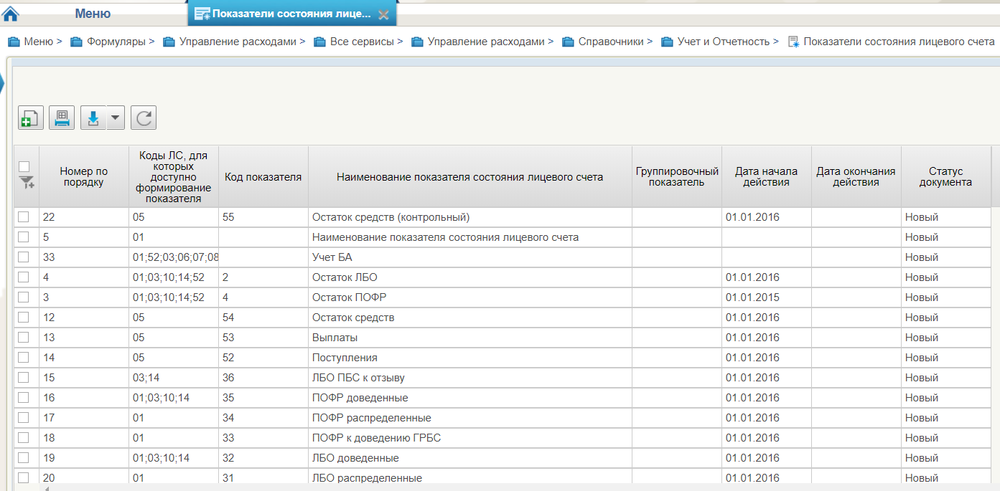 Меню
Показатели состояния лице...
Меню > Формуляры > Управление расходами > Все сервисы > Управление расходами > Справочники > Учет и Отчетность > Показатели состояния лицевого счета
Номер по порядку
Коды ЛС, для которых доступно формирование показателя
Код показателя
Наименование показателя состояния лицевого счета
Группировочный показатель
Дата начала действия
Дата окончания действия
Статус документа
22 05 55 Остаток средств (контрольный) 01.01.2016 Новый
5 01 Наименование показателя состояния лицевого счета Новый
33 01;52;03;06;07;08 Учет БА Новый
4 01;03;10;14;52 2 Остаток ЛБО 01.01.2016 Новый
3 01;03;10;14;52 4 Остаток ПОФР 01.01.2015 Новый
12 05 54 Остаток средств 01.01.2016 Новый
13 05 53 Выплаты 01.01.2016 Новый
14 05 52 Поступления 01.01.2016 Новый
15 03;14 36 ЛБО ПБС к отзыву 01.01.2016 Новый
16 01;03;10;14 35 ПОФР доведенные 01.01.2016 Новый
17 01 34 ПОФР распределенные 01.01.2016 Новый
18 01 33 ПОФР к доведению ГРБС 01.01.2016 Новый
19 01;03;10;14 32 ЛБО доведенные 01.01.2016 Новый
20 01 31 ЛБО распределенные 01.01.2016 Новый